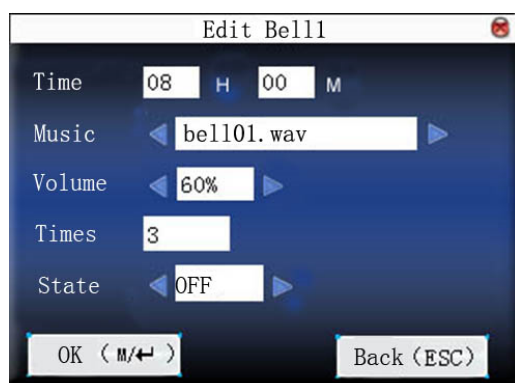 Edit Bell1
Time 08 H 00 M
Music bell01.wav
Volume 60%
Times 3
State OFF
OK (M/↵) Back(ESC)